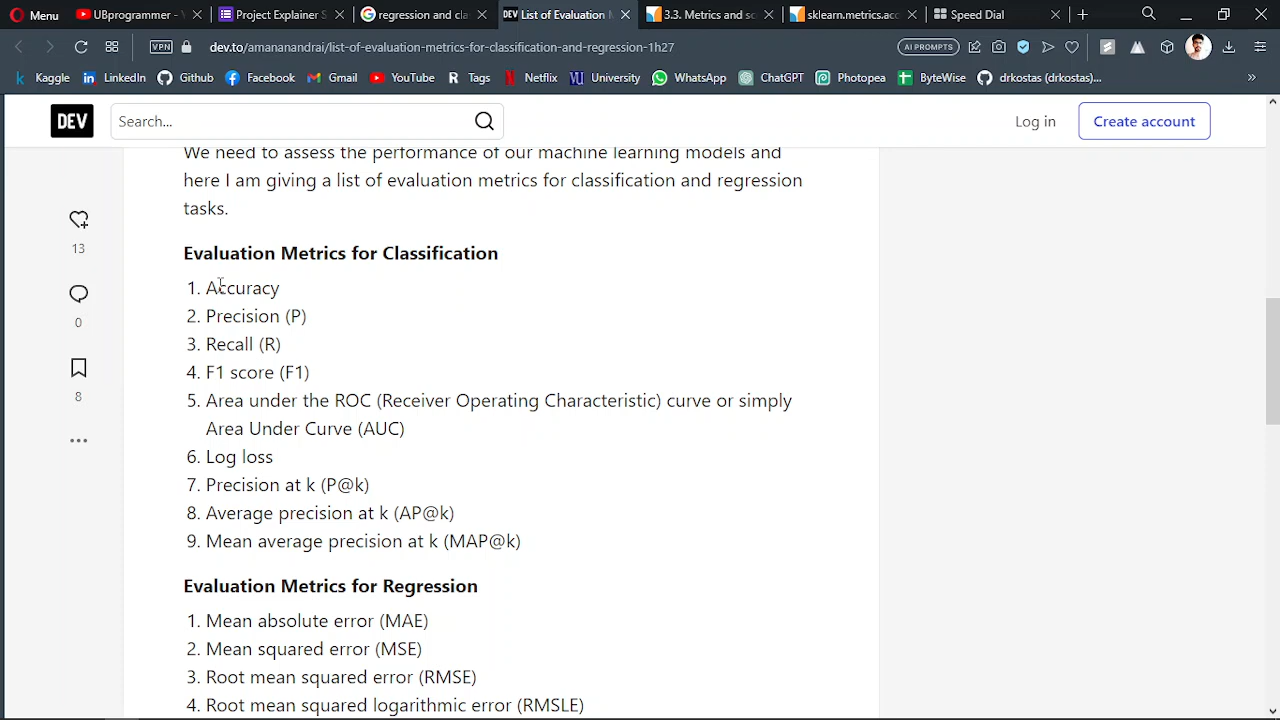 Menu
UBprogrammer -
Project Explainer S
regression and cla
DEV List of Evaluation
3.3. Metrics and sc
sklearn.metrics.acc
Speed Dial
VPN
dev.to/amananandrai/list-of-evaluation-metrics-for-classification-and-regression-1h27
AI PROMPTS
Kaggle
LinkedIn
Github
Facebook
Gmail
YouTube
R Tags
Netflix
University
WhatsApp
ChatGPT
Photopea
ByteWise
drkostas (drkostas)...
»
DEV
Search...
Log in
Create account
We need to assess the performance of our machine learning models and
here I am giving a list of evaluation metrics for classification and regression
tasks.
13
0
8
Evaluation Metrics for Classification
1. Accuracy
2. Precision (P)
3. Recall (R)
4. F1 score (F1)
5. Area under the ROC (Receiver Operating Characteristic) curve or simply
Area Under Curve (AUC)
6. Log loss
7. Precision at k (P@k)
8. Average precision at k (AP@k)
9. Mean average precision at k (MAP@k)
Evaluation Metrics for Regression
1. Mean absolute error (MAE)
2. Mean squared error (MSE)
3. Root mean squared error (RMSE)
4. Root mean squared logarithmic error (RMSLE)